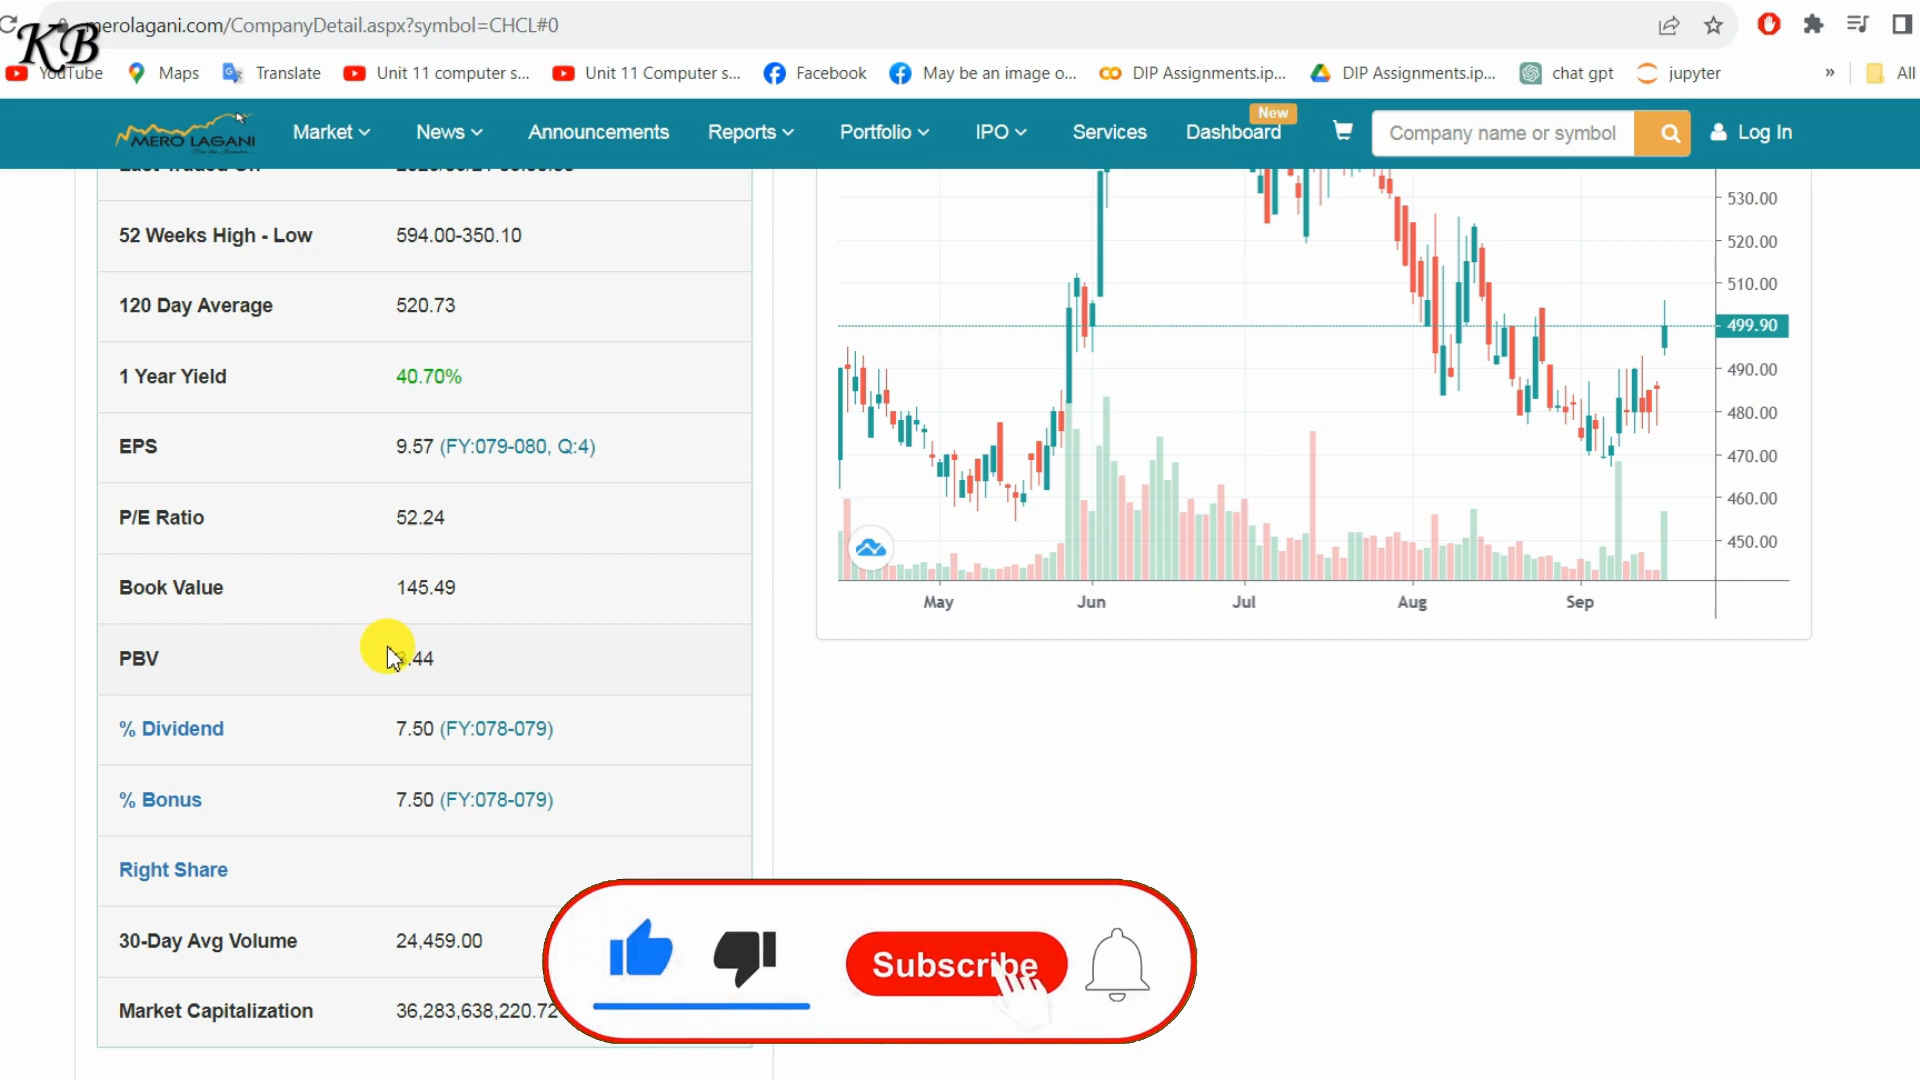 KB
merolagani.com/CompanyDetail.aspx?symbol=CHCL#0
YouTube Maps Translate Unit 11 computer s... Unit 11 Computer s... Facebook May be an image o... DIP Assignments.ip... DIP Assignments.ip... chat gpt jupyter » All
MERO LAGANI Market News Announcements Reports Portfolio IPO Services Dashboard New Company name or symbol Log In
52 Weeks High - Low 594.00-350.10
120 Day Average 520.73
1 Year Yield 40.70%
EPS 9.57 (FY:079-080, Q:4)
P/E Ratio 52.24
Book Value 145.49
PBV .44
% Dividend 7.50 (FY:078-079)
% Bonus 7.50 (FY:078-079)
Right Share
30-Day Avg Volume 24,459.00
Market Capitalization 36,283,638,220.72
530.00
520.00
510.00
499.90
490.00
480.00
470.00
460.00
450.00
May Jun Jul Aug Sep
Subscribe